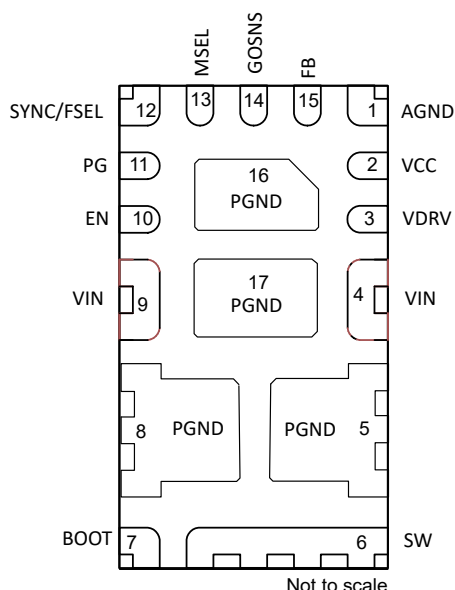 MSEL
GOSNS
FB
SYNC/FSEL 12 13 14 15 1 AGND
PG 11 16 2 VCC
PGND
EN 10 3 VDRV
VIN 9 17 4 VIN
PGND
8 PGND PGND 5
BOOT 7 6 SW
Not to scale